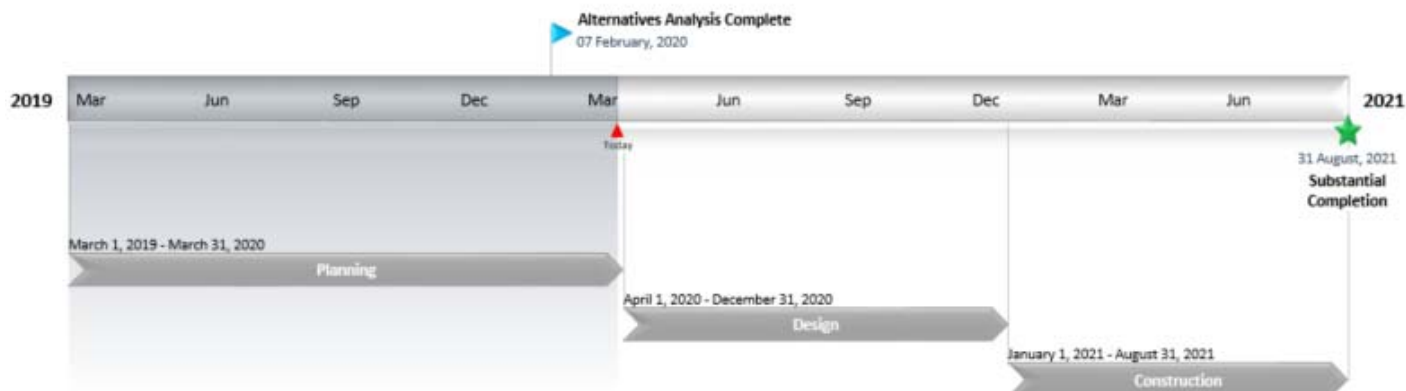 Alternatives Analysis Complete
07 February, 2020
2019 Mar Jun Sep Dec Mar Jun Sep Dec Mar Jun 2021
Today
31 August, 2021
Substantial
Completion
March 1, 2019 - March 31, 2020
Planning
April 1, 2020 - December 31, 2020
Design
January 1, 2021 - August 31, 2021
Construction